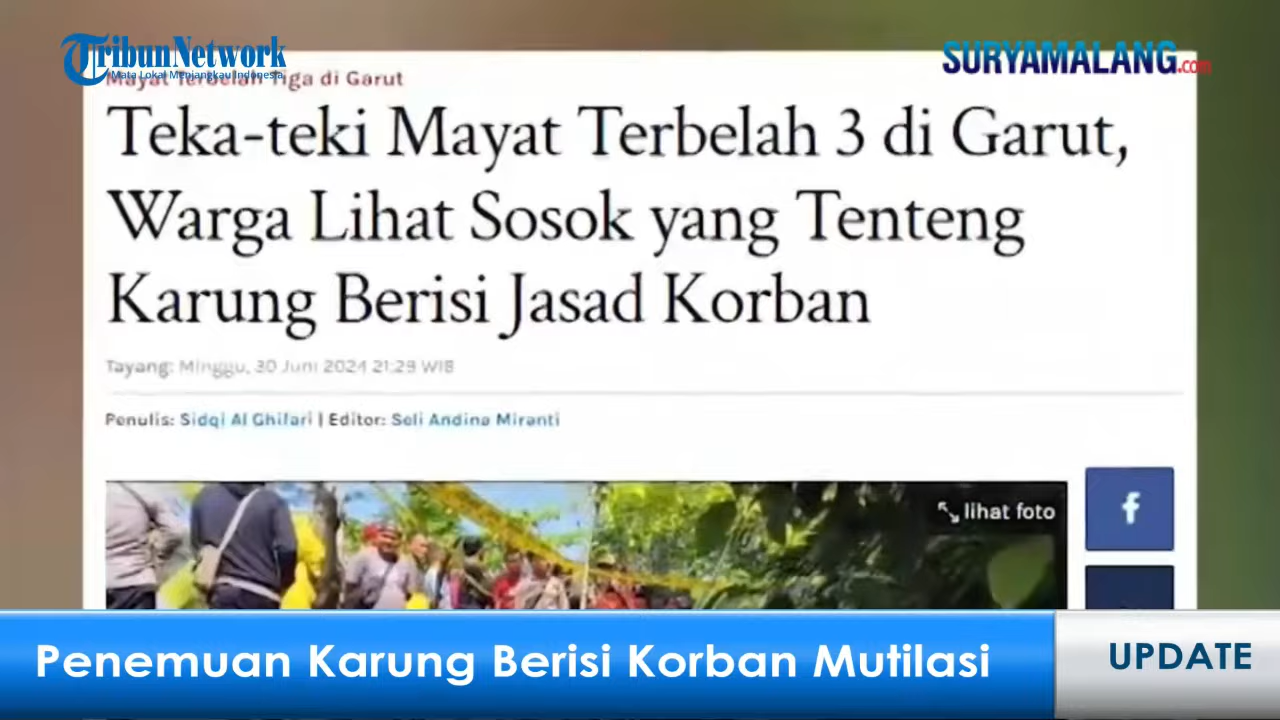 TribunNetwork
Mata Lokal Menjangkau Indonesia
SURYAMALANG.com
Mayat Terbelah Tiga di Garut
Teka-teki Mayat Terbelah 3 di Garut,
Warga Lihat Sosok yang Tenteng
Karung Berisi Jasad Korban
Tayang: Minggu, 30 Juni 2024 21:29 WIB
Penulis: Sidqi Al Ghifari | Editor: Seli Andina Miranti
lihat foto
f
Penemuan Karung Berisi Korban Mutilasi
UPDATE